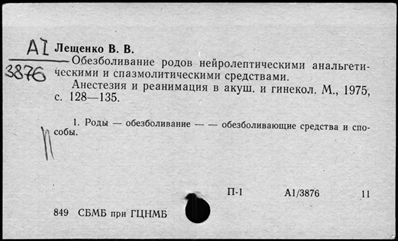 AI
3876
Лещенко В. В.
Обезболивание родов нейролептическими анальгети-
ческими и спазмолитическими средствами.
Анестезия и реанимация в акуш. и гинекол. М., 1975,
с. 128—135.
1. Роды — обезболивание — — обезболивающие средства и спо-
собы.
П-1 А1/3876 11
849 СБМБ при ГЦНМБ